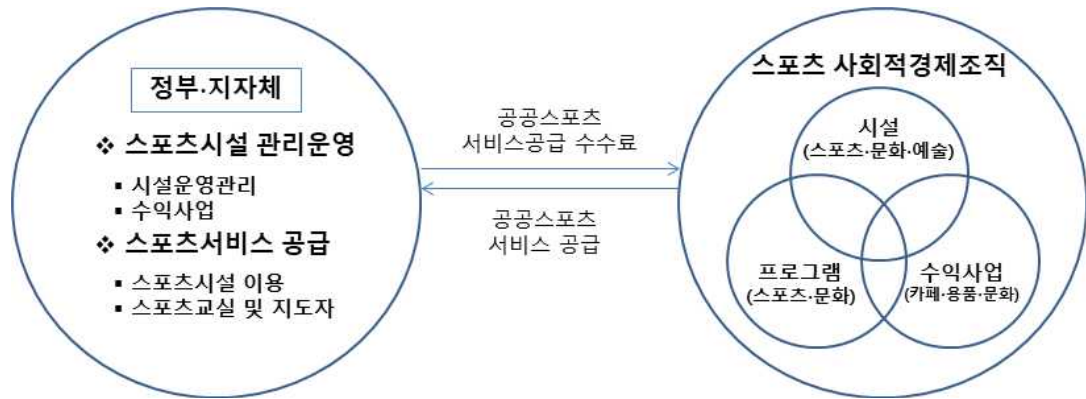 정부·지자체
❖ 스포츠시설 관리운영
▪ 시설운영관리
▪ 수익사업
❖ 스포츠서비스 공급
▪ 스포츠시설 이용
▪ 스포츠교실 및 지도자
공공스포츠
서비스공급 수수료
공공스포츠
서비스 공급
스포츠 사회적경제조직
시설
(스포츠·문화·예술)
프로그램
(스포츠·문화)
수익사업
(카페·용품·문화)